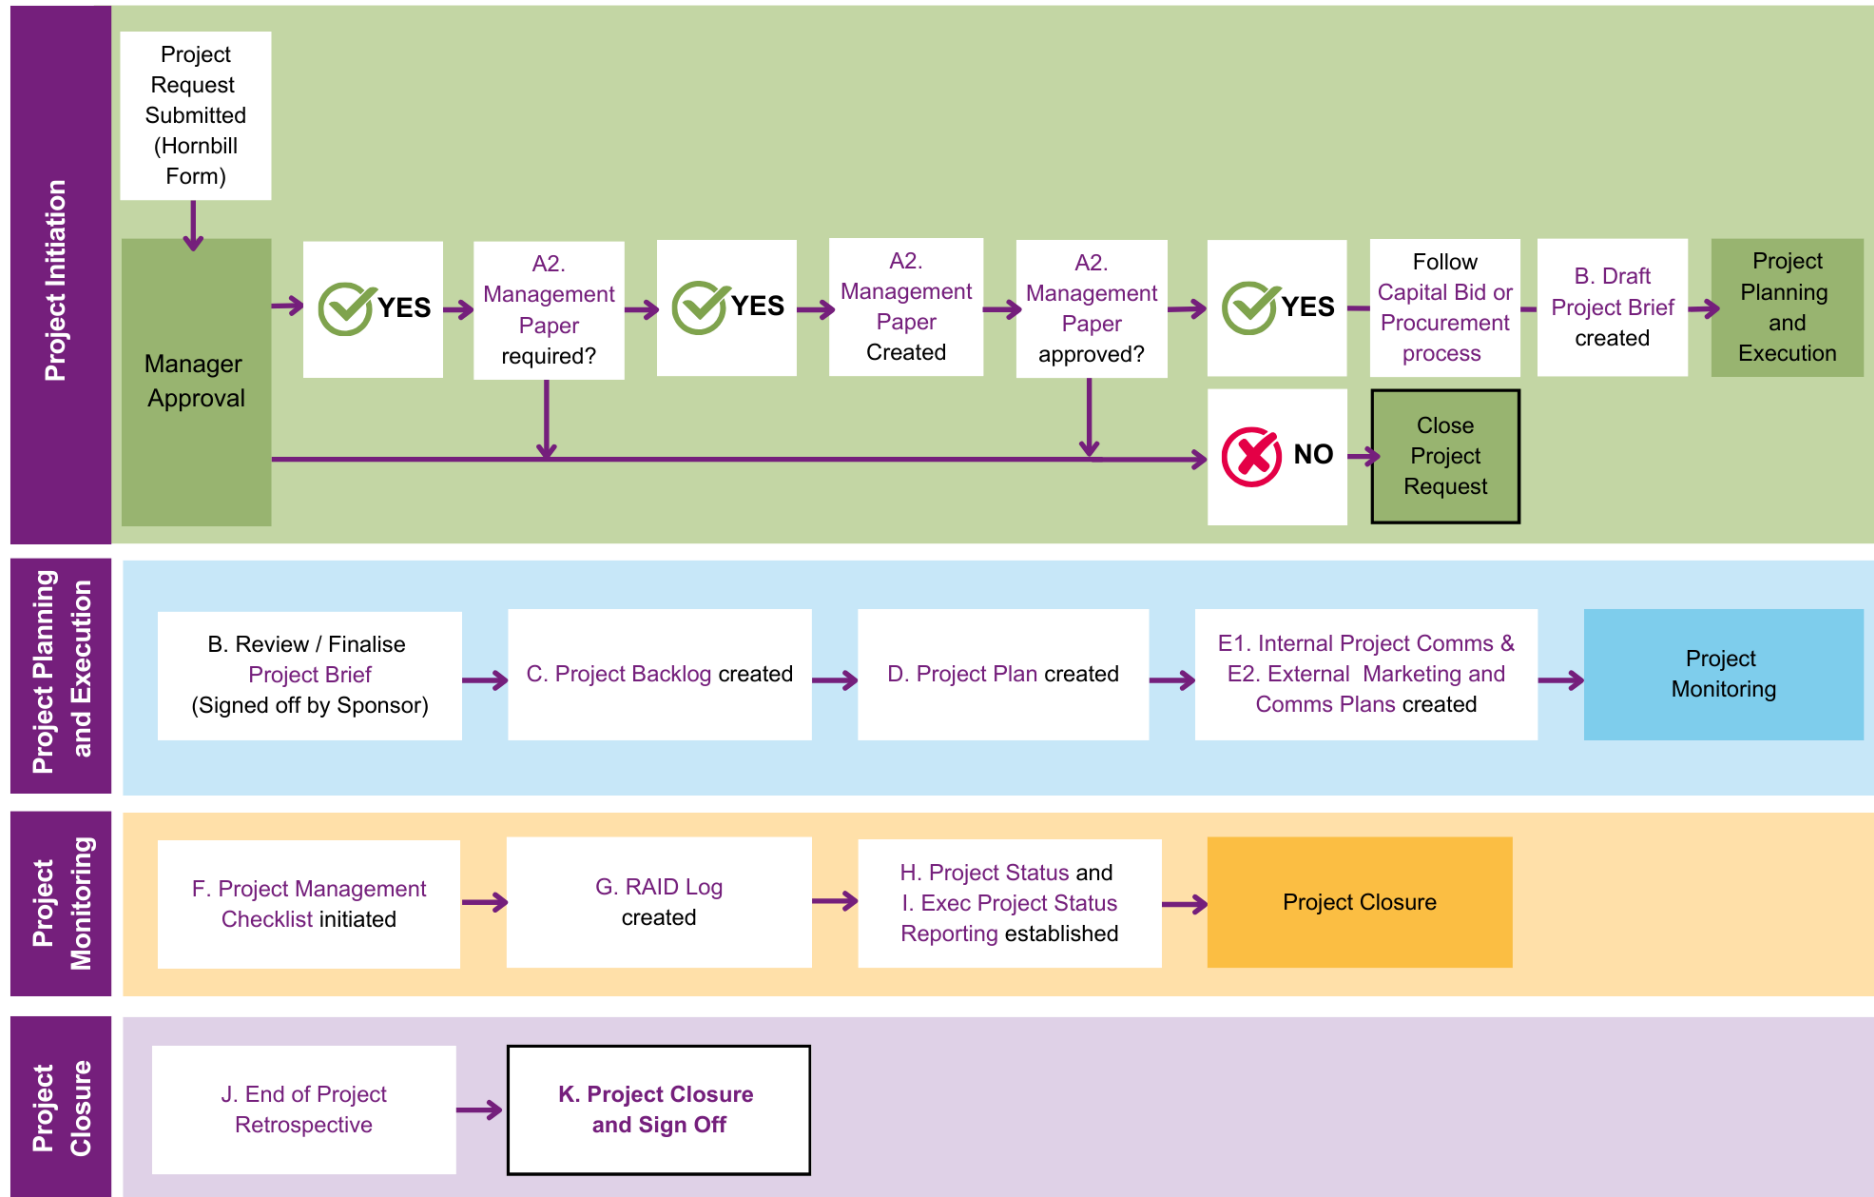 Project Initiation
Project
Request
Submitted
(Hornbill
Form)
Manager
Approval
YES
A2.
Management
Paper
required?
YES
A2.
Management
Paper
Created
A2.
Management
Paper
approved?
YES
Follow
Capital Bid or
Procurement
process
B. Draft
Project Brief
created
Project
Planning
and
Execution
NO
Close
Project
Request
Project Planning
and Execution
B. Review / Finalise
Project Brief
(Signed off by Sponsor)
C. Project Backlog created
D. Project Plan created
E1. Internal Project Comms &
E2. External Marketing and
Comms Plans created
Project
Monitoring
Project
Monitoring
F. Project Management
Checklist initiated
G. RAID Log
created
H. Project Status and
I. Exec Project Status
Reporting established
Project Closure
Project
Closure
J. End of Project
Retrospective
K. Project Closure
and Sign Off